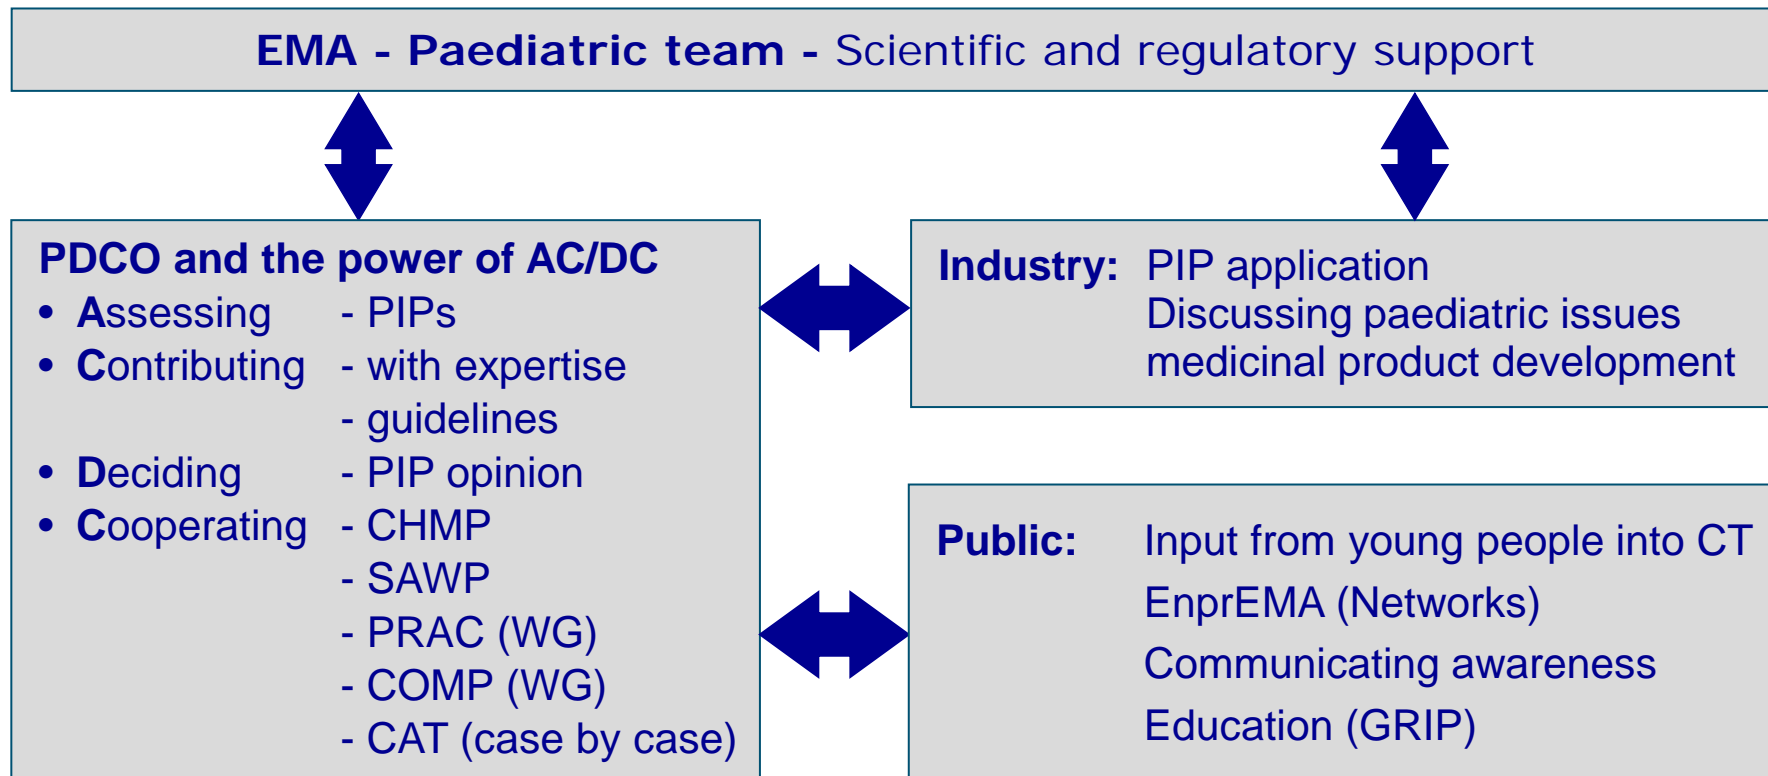 EMA - Paediatric team - Scientific and regulatory support
PDCO and the power of AC/DC
• Assessing - PIPs
• Contributing - with expertise
- guidelines
• Deciding - PIP opinion
• Cooperating - CHMP
- SAWP
- PRAC (WG)
- COMP (WG)
- CAT (case by case)
Industry: PIP application
Discussing paediatric issues
medicinal product development
Public: Input from young people into CT
EnprEMA (Networks)
Communicating awareness
Education (GRIP)